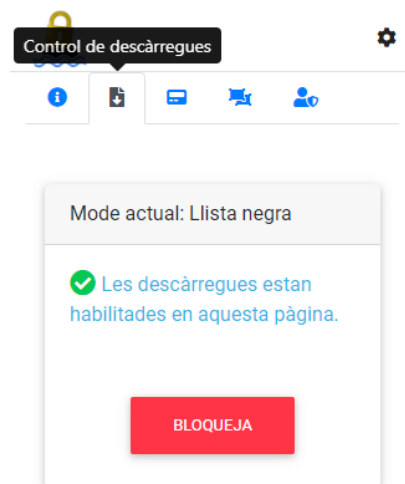 Control de descàrregues
Mode actual: Llista negra
Les descàrregues estan
habilitades en aquesta pàgina.
BLOQUEJA